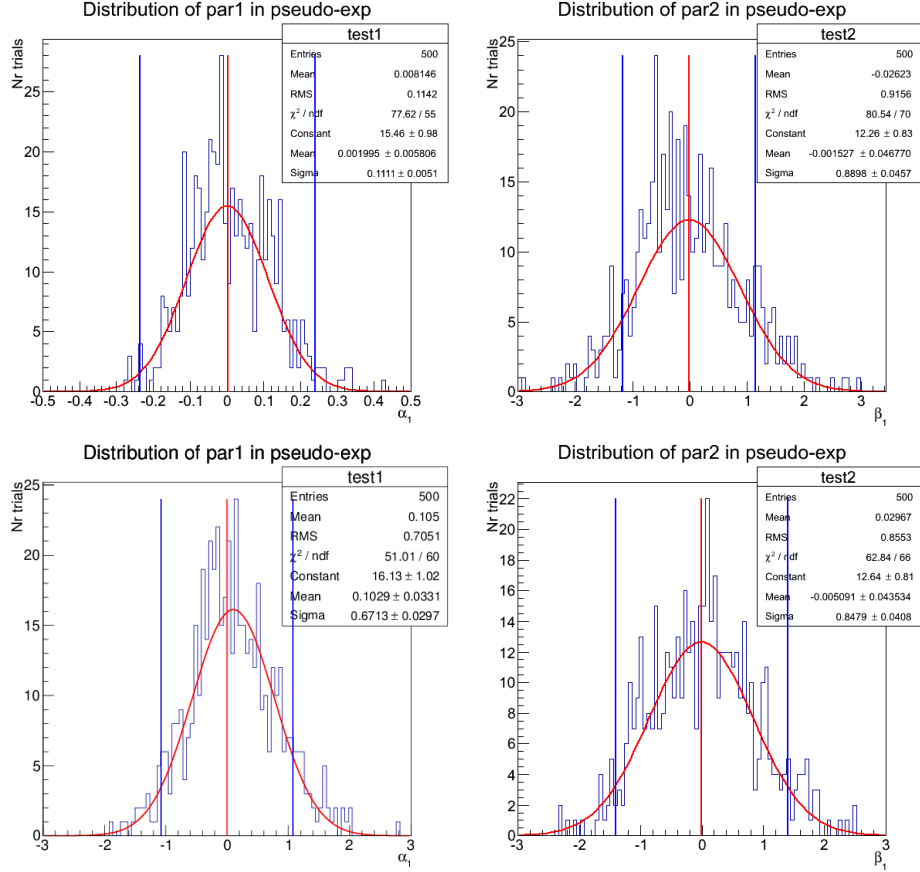 Distribution of par1 in pseudo-exp
Nr trials
test1
Entries 500
Mean 0.008146
RMS 0.1142
χ² / ndf 77.62 / 55
Constant 15.46 ± 0.98
Mean 0.001995 ± 0.005806
Sigma 0.1111 ± 0.0051
25
20
15
10
5
0
-0.5 -0.4 -0.3 -0.2 -0.1 0 0.1 0.2 0.3 0.4 0.5
α₁
Distribution of par2 in pseudo-exp
Nr trials
test2
Entries 500
Mean -0.02623
RMS 0.9156
χ² / ndf 80.54 / 70
Constant 12.26 ± 0.83
Mean -0.001527 ± 0.046770
Sigma 0.8898 ± 0.0457
25
20
15
10
5
0
-3 -2 -1 0 1 2 3
β₁
Distribution of par1 in pseudo-exp
Nr trials
test1
Entries 500
Mean 0.105
RMS 0.7051
χ² / ndf 51.01 / 60
Constant 16.13 ± 1.02
Mean 0.1029 ± 0.0331
Sigma 0.6713 ± 0.0297
25
20
15
10
5
0
-3 -2 -1 0 1 2 3
α₁
Distribution of par2 in pseudo-exp
Nr trials
test2
Entries 500
Mean 0.02967
RMS 0.8553
χ² / ndf 62.84 / 66
Constant 12.64 ± 0.81
Mean -0.005091 ± 0.043534
Sigma 0.8479 ± 0.0408
22
20
18
16
14
12
10
8
6
4
2
0
-3 -2 -1 0 1 2 3
β₁